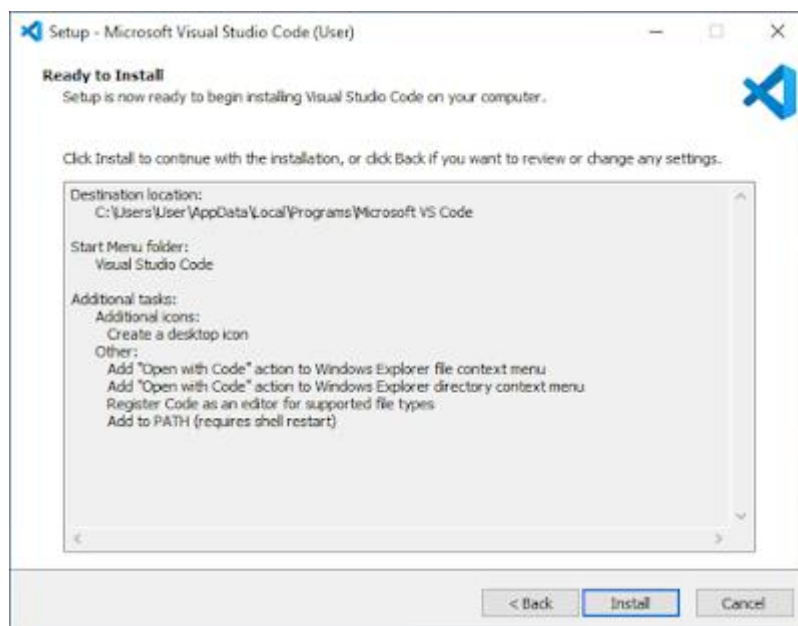 Setup - Microsoft Visual Studio Code (User)
Ready to Install
Setup is now ready to begin installing Visual Studio Code on your computer.
Click Install to continue with the installation, or click Back if you want to review or change any settings.
Destination location:
C:\Users\User\AppData\Local\Programs\Microsoft VS Code
Start Menu folder:
Visual Studio Code
Additional tasks:
Additional icons:
Create a desktop icon
Other:
Add "Open with Code" action to Windows Explorer file context menu
Add "Open with Code" action to Windows Explorer directory context menu
Register Code as an editor for supported file types
Add to PATH (requires shell restart)
< Back Install Cancel